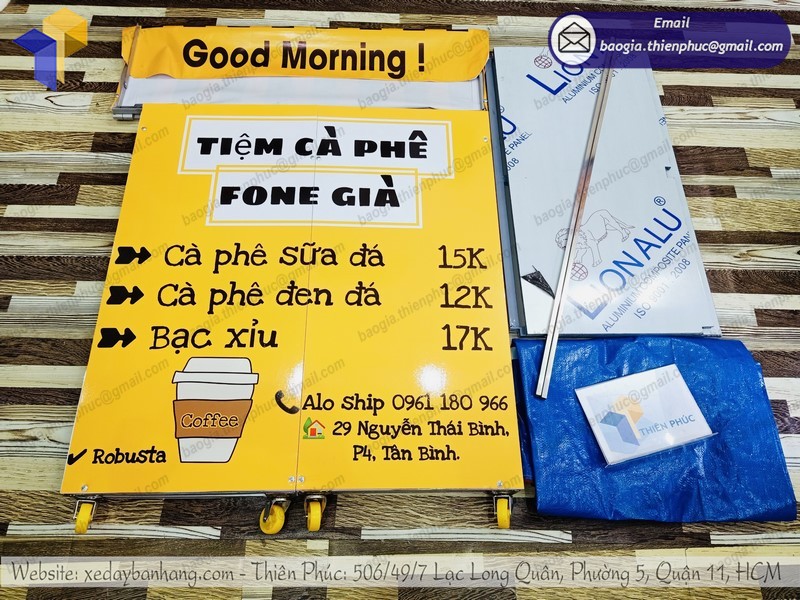 Email
baogia.thienphuc@gmail.com
Good Morning !
TIỆM CÀ PHÊ
FONE GIÀ
Cà phê sữa đá 15K
Cà phê đen đá 12K
Bạc xỉu 17K
Coffee
Robusta
Alo ship 0961 180 966
29 Nguyễn Thái Bình,
P4, Tân Bình.
LIONALU®
ALUMINIUM COMPOSITE PANEL
ISO 9001-2008
THIÊN PHÚC
Website: xedaybanhang.com - Thiên Phúc: 506/49/7 Lạc Long Quân, Phường 5, Quận 11, HCM